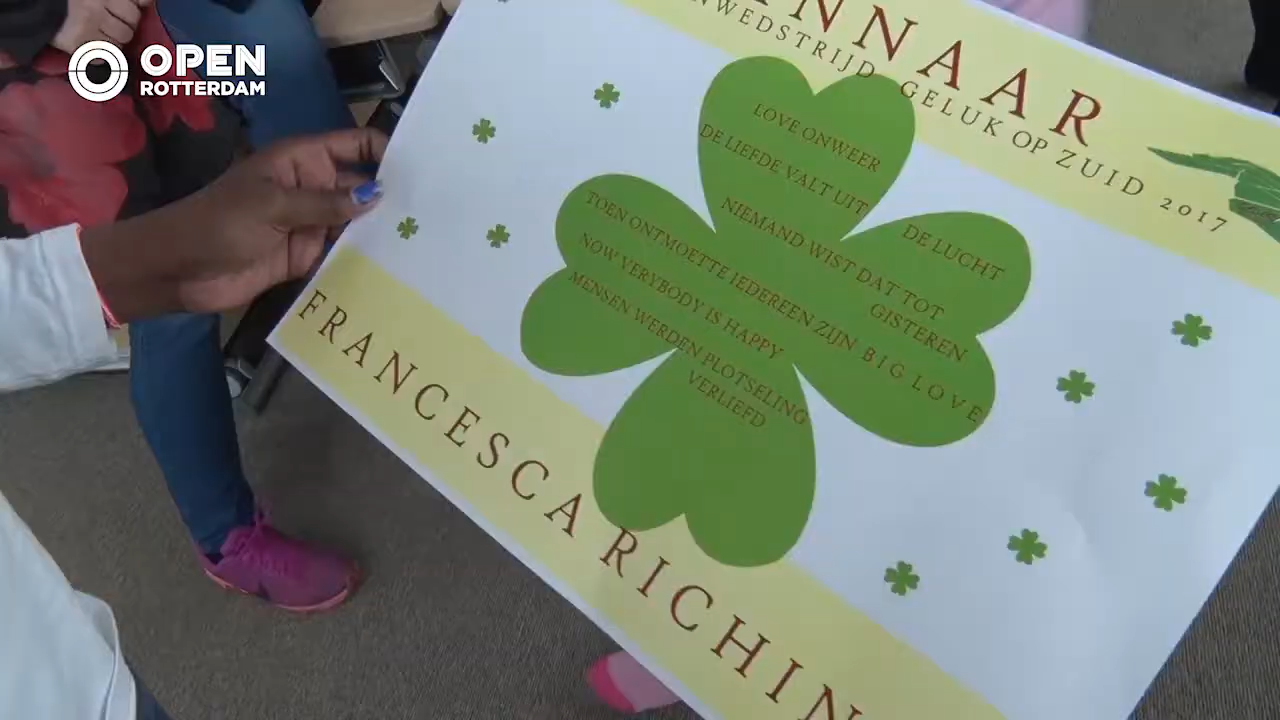 OPEN
ROTTERDAM
NNAAR
NWEDSTRIJD GELUK OP ZUID 2017
LOVE ONWEER
DE LIEFDE VALT UIT
DE LUCHT
NIEMAND WIST DAT TOT
GISTEREN
TOEN ONTMOETTE IEDEREEN ZIJN BIG LOVE
NOW VERYBODY IS HAPPY
MENSEN WERDEN PLOTSELING
VERLIEFD
FRANCESCA RICHIN